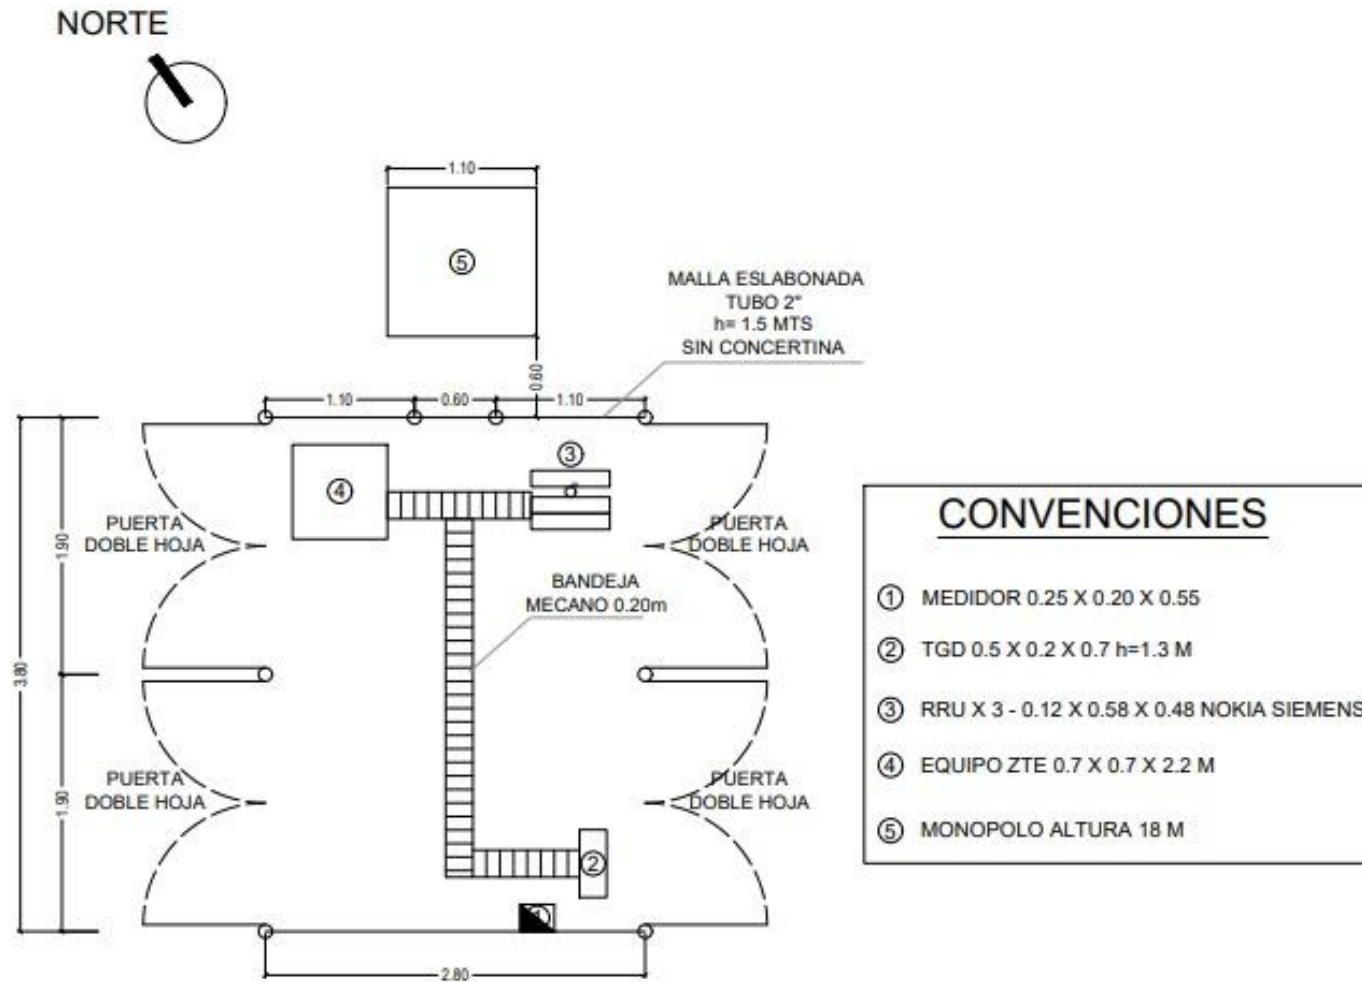 NORTE
1.10
5
MALLA ESLABONADA
TUBO 2"
h= 1.5 MTS
SIN CONCERTINA
0.60
1.10
0.60
1.10
3
4
PUERTA
DOBLE HOJA
PUERTA
DOBLE HOJA
1.90
BANDEJA
MECANO 0.20m
3.80
1.90
PUERTA
DOBLE HOJA
PUERTA
DOBLE HOJA
2
1
2.80
CONVENCIONES
1 MEDIDOR 0.25 X 0.20 X 0.55
2 TGD 0.5 X 0.2 X 0.7 h=1.3 M
3 RRU X 3 - 0.12 X 0.58 X 0.48 NOKIA SIEMENS
4 EQUIPO ZTE 0.7 X 0.7 X 2.2 M
5 MONOPOLO ALTURA 18 M